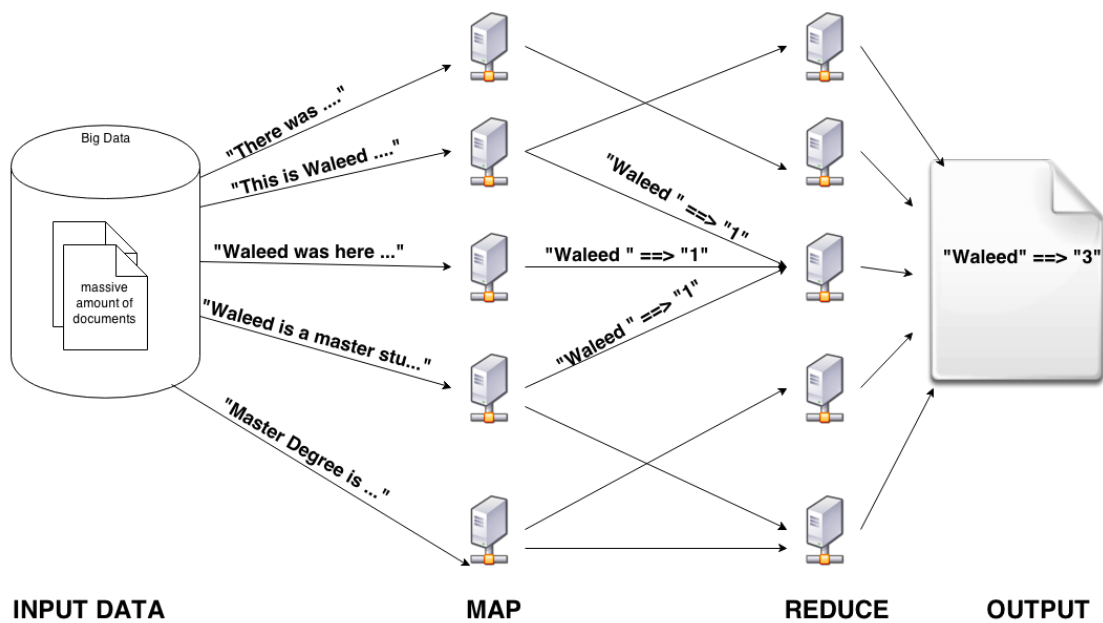 Big Data
massive
amount of
documents
"There was ...."
"This is Waleed ...."
"Waleed was here ..."
"Waleed is a master stu..."
"Master Degree is ... "
"Waleed " ==> "1"
"Waleed " ==> "1"
"Waleed " ==> "1"
"Waleed" ==> "3"
INPUT DATA
MAP
REDUCE
OUTPUT